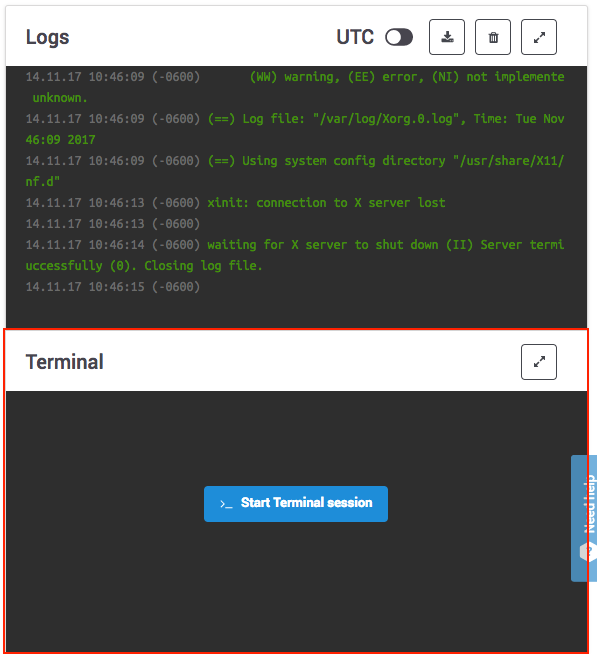 Logs
UTC
14.11.17 10:46:09 (-0600) (WW) warning, (EE) error, (NI) not implemente
unknown.
14.11.17 10:46:09 (-0600) (==) Log file: "/var/log/Xorg.0.log", Time: Tue Nov
46:09 2017
14.11.17 10:46:09 (-0600) (==) Using system config directory "/usr/share/X11/
nf.d"
14.11.17 10:46:13 (-0600) xinit: connection to X server lost
14.11.17 10:46:13 (-0600)
14.11.17 10:46:14 (-0600) waiting for X server to shut down (II) Server termi
uccessfully (0). Closing log file.
14.11.17 10:46:15 (-0600)
Terminal
>_ Start Terminal session
Need help